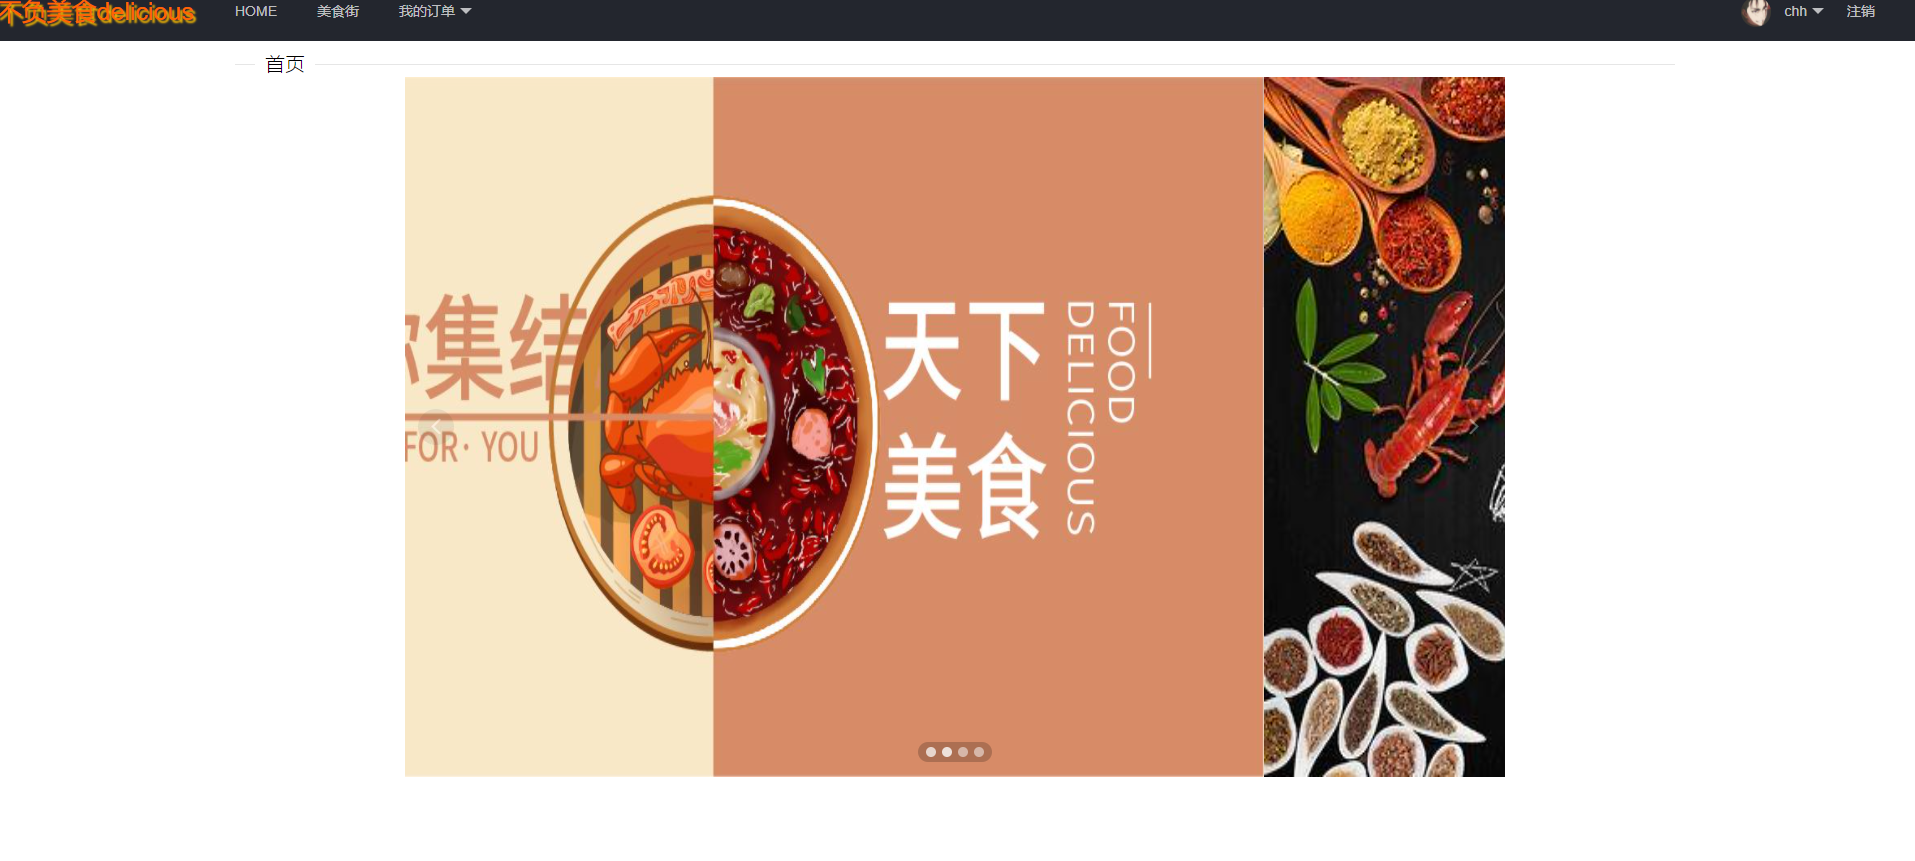 不负美食delicious
HOME
美食街
我的订单
chh
注销
首页
你集结
FOR· YOU
天下
美食
FOOD
DELICIOUS